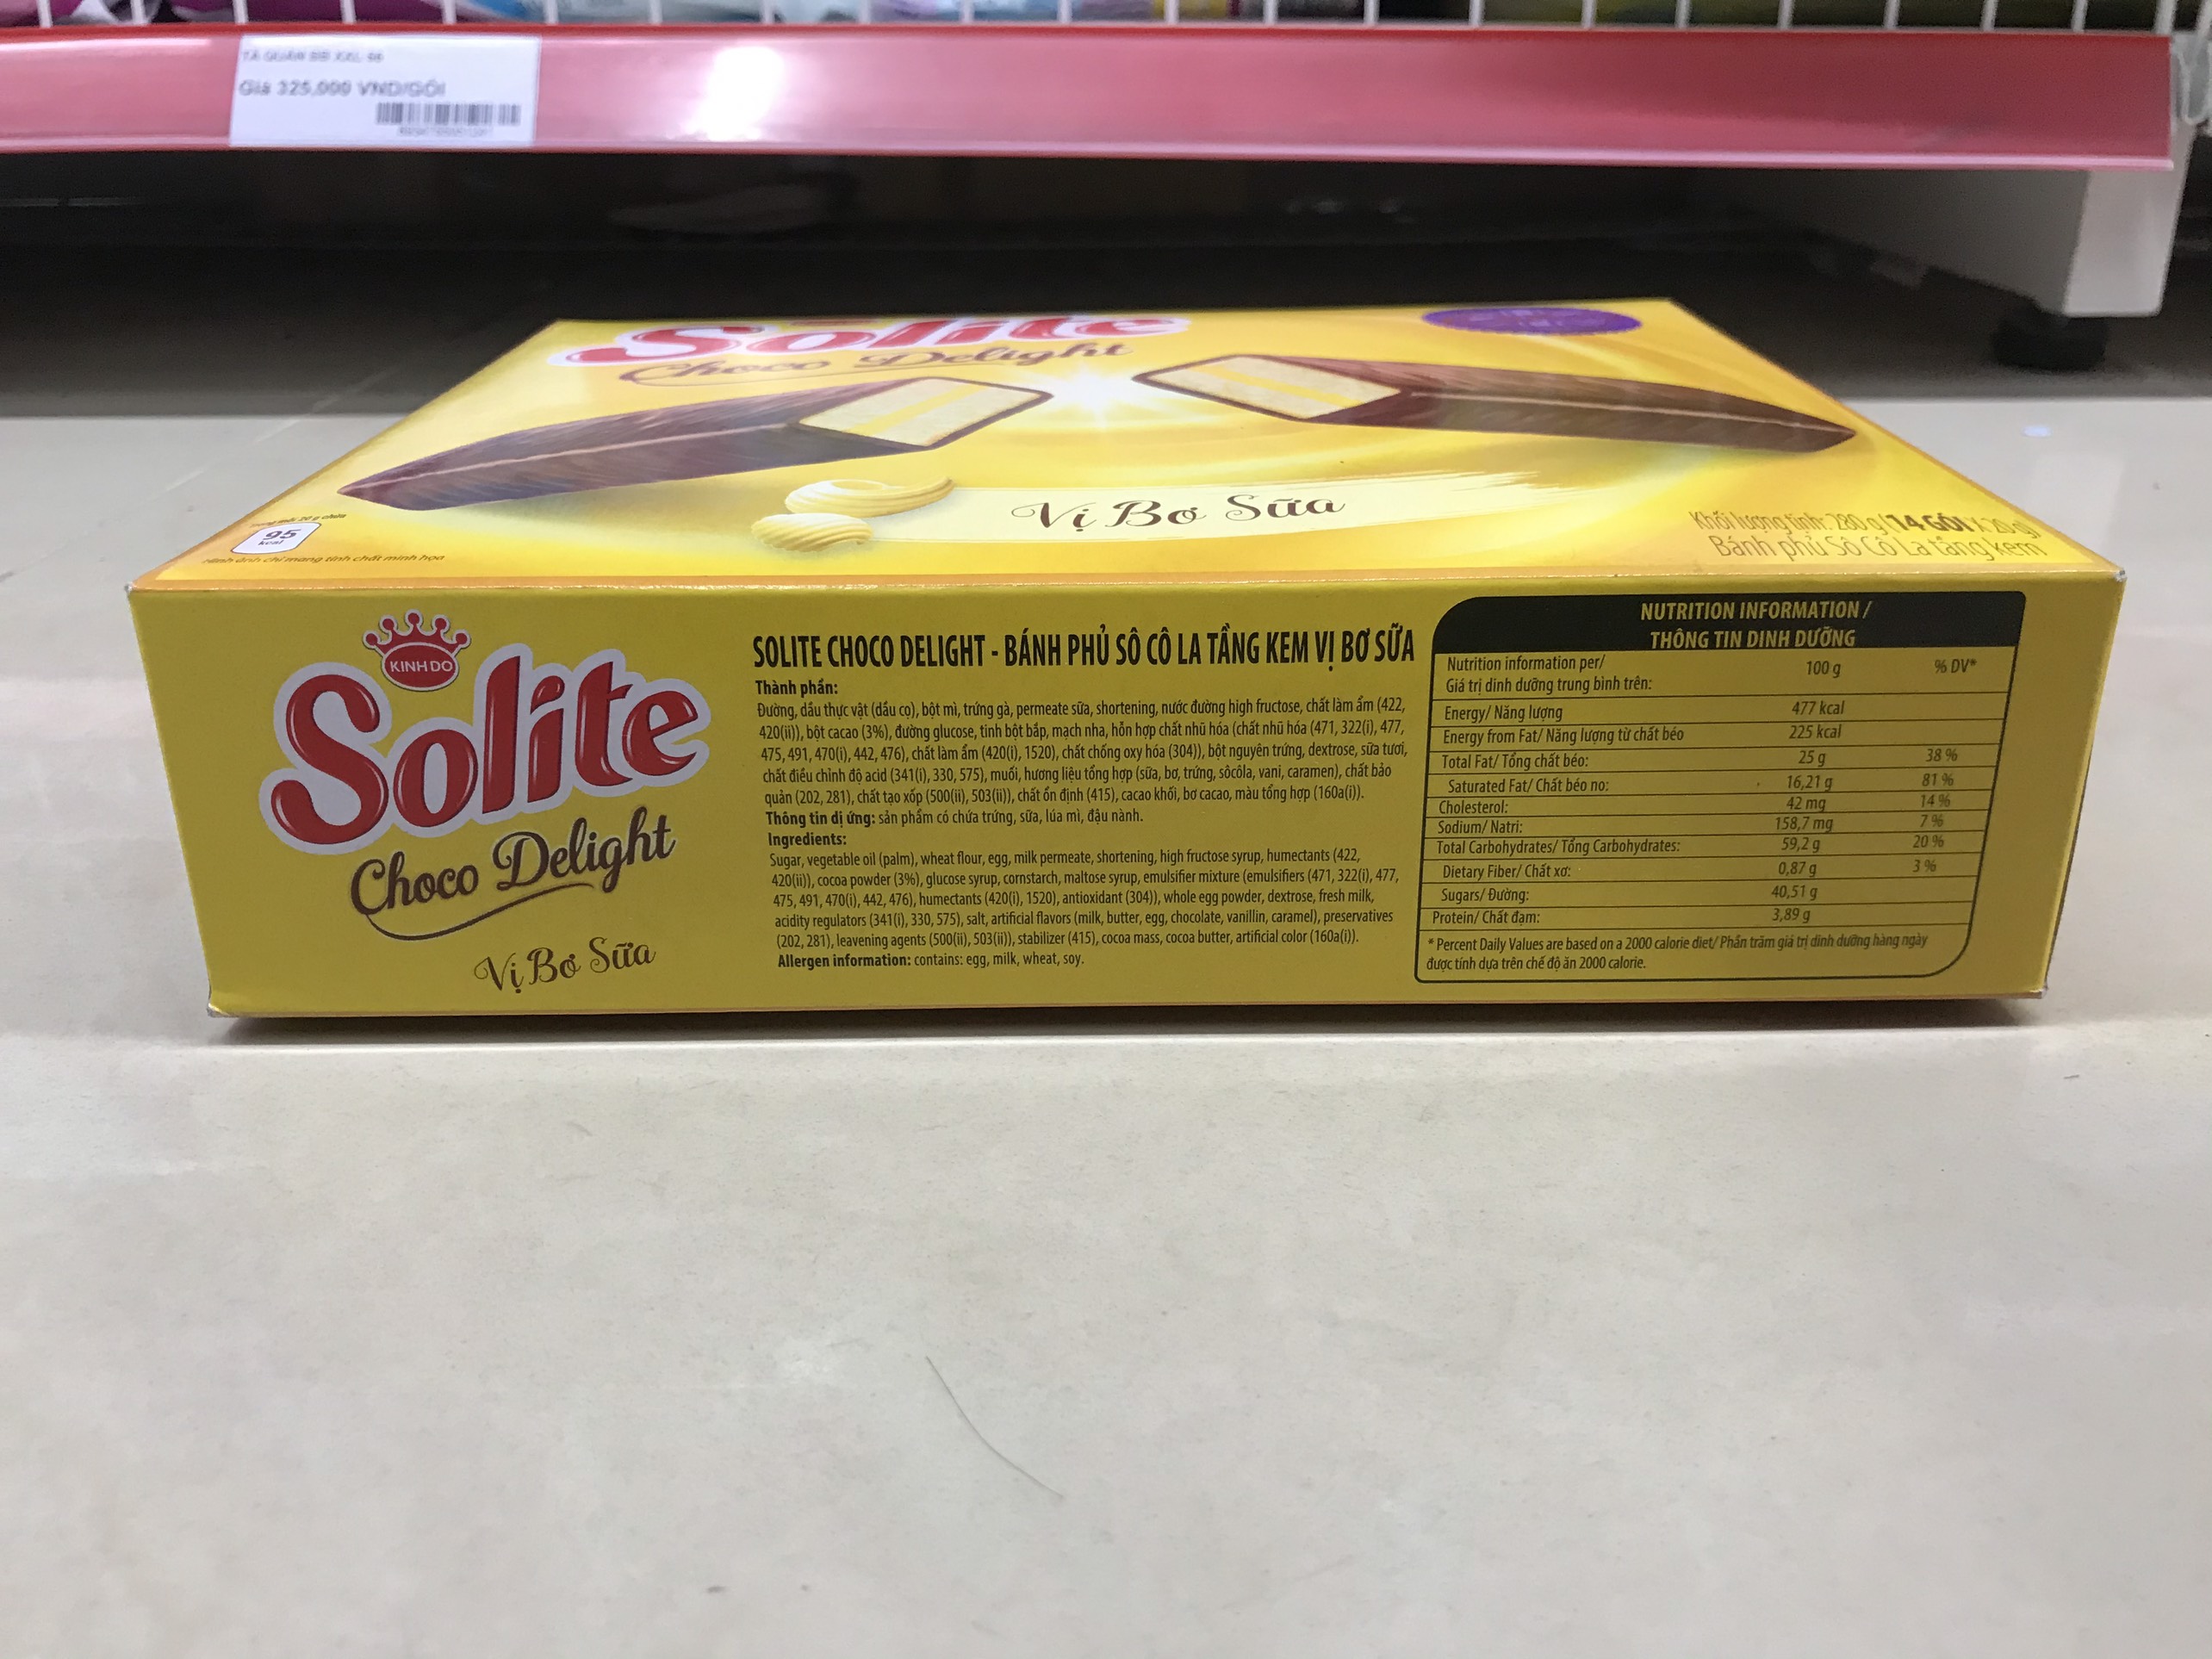 Giá 325,000 VND/GÓI
Solite
Choco Delight
Vị Bơ Sữa
95
kcal
Hình ảnh chỉ mang tính chất minh họa
Khối lượng tịnh: 280 g (14 GÓI x 20 g)
Bánh phủ Sô Cô La tầng kem
KINH DO
Solite
Choco Delight
Vị Bơ Sữa
SOLITE CHOCO DELIGHT - BÁNH PHỦ SÔ CÔ LA TẦNG KEM VỊ BƠ SỮA
Thành phần:
Đường, dầu thực vật (dầu cọ), bột mì, trứng gà, permeate sữa, shortening, nước đường high fructose, chất làm ẩm (422,
420(ii)), bột cacao (3%), đường glucose, tinh bột bắp, mạch nha, hỗn hợp chất nhũ hóa (chất nhũ hóa (471, 322(i), 477,
475, 491, 470(i), 442, 476), chất làm ẩm (420(i), 1520), chất chống oxy hóa (304)), bột nguyên trứng, dextrose, sữa tươi,
chất điều chỉnh độ acid (341(i), 330, 575), muối, hương liệu tổng hợp (sữa, bơ, trứng, sôcôla, vani, caramen), chất bảo
quản (202, 281), chất tạo xốp (500(ii), 503(ii)), chất ổn định (415), cacao khối, bơ cacao, màu tổng hợp (160a(i)).
Thông tin dị ứng: sản phẩm có chứa trứng, sữa, lúa mì, đậu nành.
Ingredients:
Sugar, vegetable oil (palm), wheat flour, egg, milk permeate, shortening, high fructose syrup, humectants (422,
420(ii)), cocoa powder (3%), glucose syrup, cornstarch, maltose syrup, emulsifier mixture (emulsifiers (471, 322(i), 477,
475, 491, 470(i), 442, 476), humectants (420(i), 1520), antioxidant (304)), whole egg powder, dextrose, fresh milk,
acidity regulators (341(i), 330, 575), salt, artificial flavors (milk, butter, egg, chocolate, vanillin, caramel), preservatives
(202, 281), leavening agents (500(ii), 503(ii)), stabilizer (415), cocoa mass, cocoa butter, artificial color (160a(i)).
Allergen information: contains: egg, milk, wheat, soy.
NUTRITION INFORMATION /
THÔNG TIN DINH DƯỠNG
Nutrition information per/ 100 g % DV*
Giá trị dinh dưỡng trung bình trên:
Energy/ Năng lượng 477 kcal
Energy from Fat/ Năng lượng từ chất béo 225 kcal
Total Fat/ Tổng chất béo: 25 g 38 %
Saturated Fat/ Chất béo no: 16,21 g 81 %
Cholesterol: 42 mg 14 %
Sodium/ Natri: 158,7 mg 7 %
Total Carbohydrates/ Tổng Carbohydrates: 59,2 g 20 %
Dietary Fiber/ Chất xơ: 0,87 g 3 %
Sugars/ Đường: 40,51 g
Protein/ Chất đạm: 3,89 g
* Percent Daily Values are based on a 2000 calorie diet/ Phần trăm giá trị dinh dưỡng hàng ngày
được tính dựa trên chế độ ăn 2000 calorie.